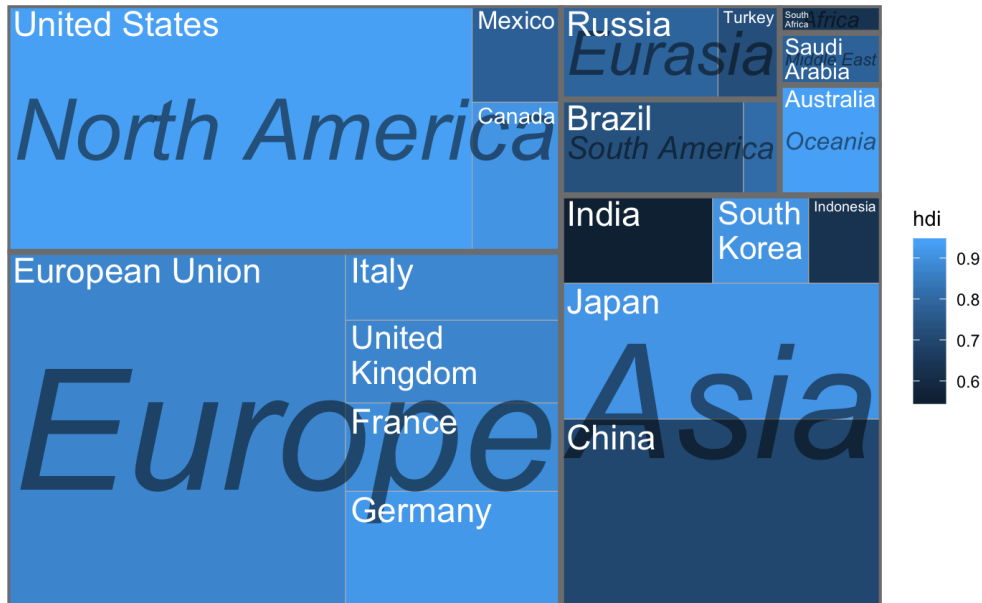 United States
Mexico
Canada
North America
Russia
Turkey
Eurasia
South
Africa
Africa
Saudi
Arabia
Middle East
Brazil
South America
Australia
Oceania
European Union
Italy
United
Kingdom
France
Germany
Europe
India
South
Korea
Indonesia
Japan
China
Asia
hdi
0.9
0.8
0.7
0.6